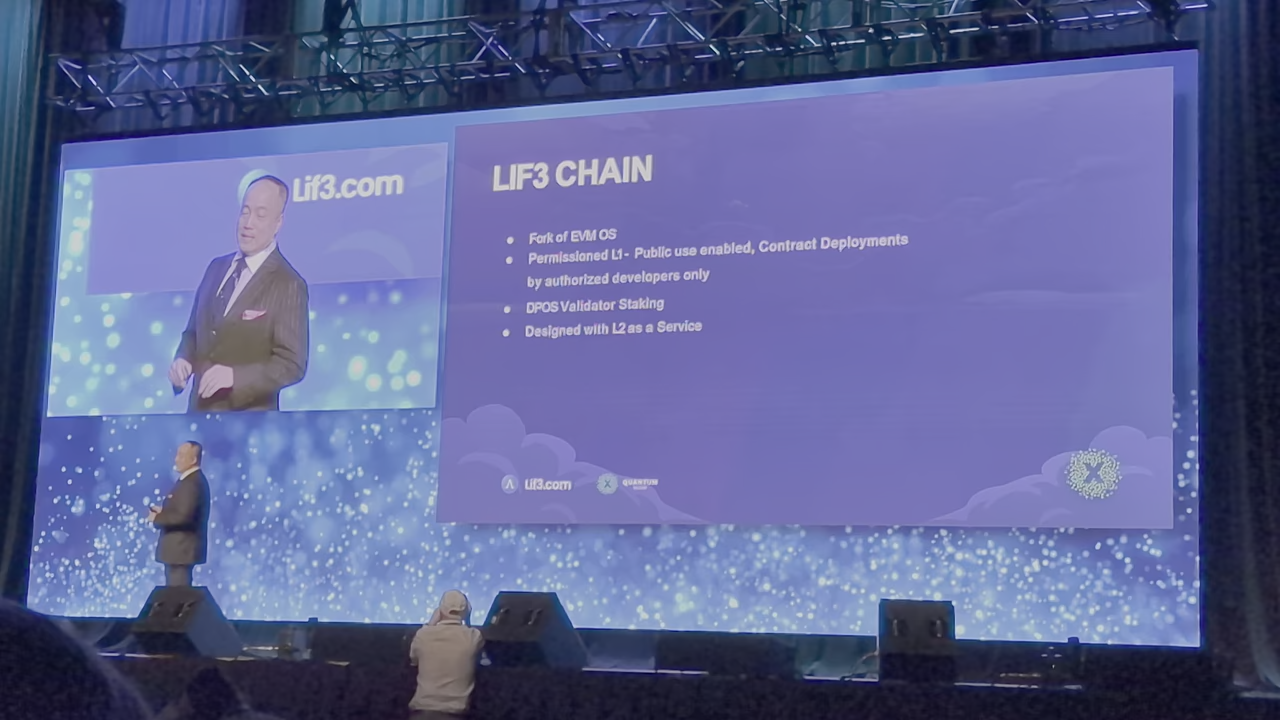 Lif3.com
LIF3 CHAIN
Fork of EVM OS
Permissioned L1- Public use enabled, Contract Deployments
by authorized developers only
DPOS Validator Staking
Designed with L2 as a Service
Lif3.com
QUANTUM